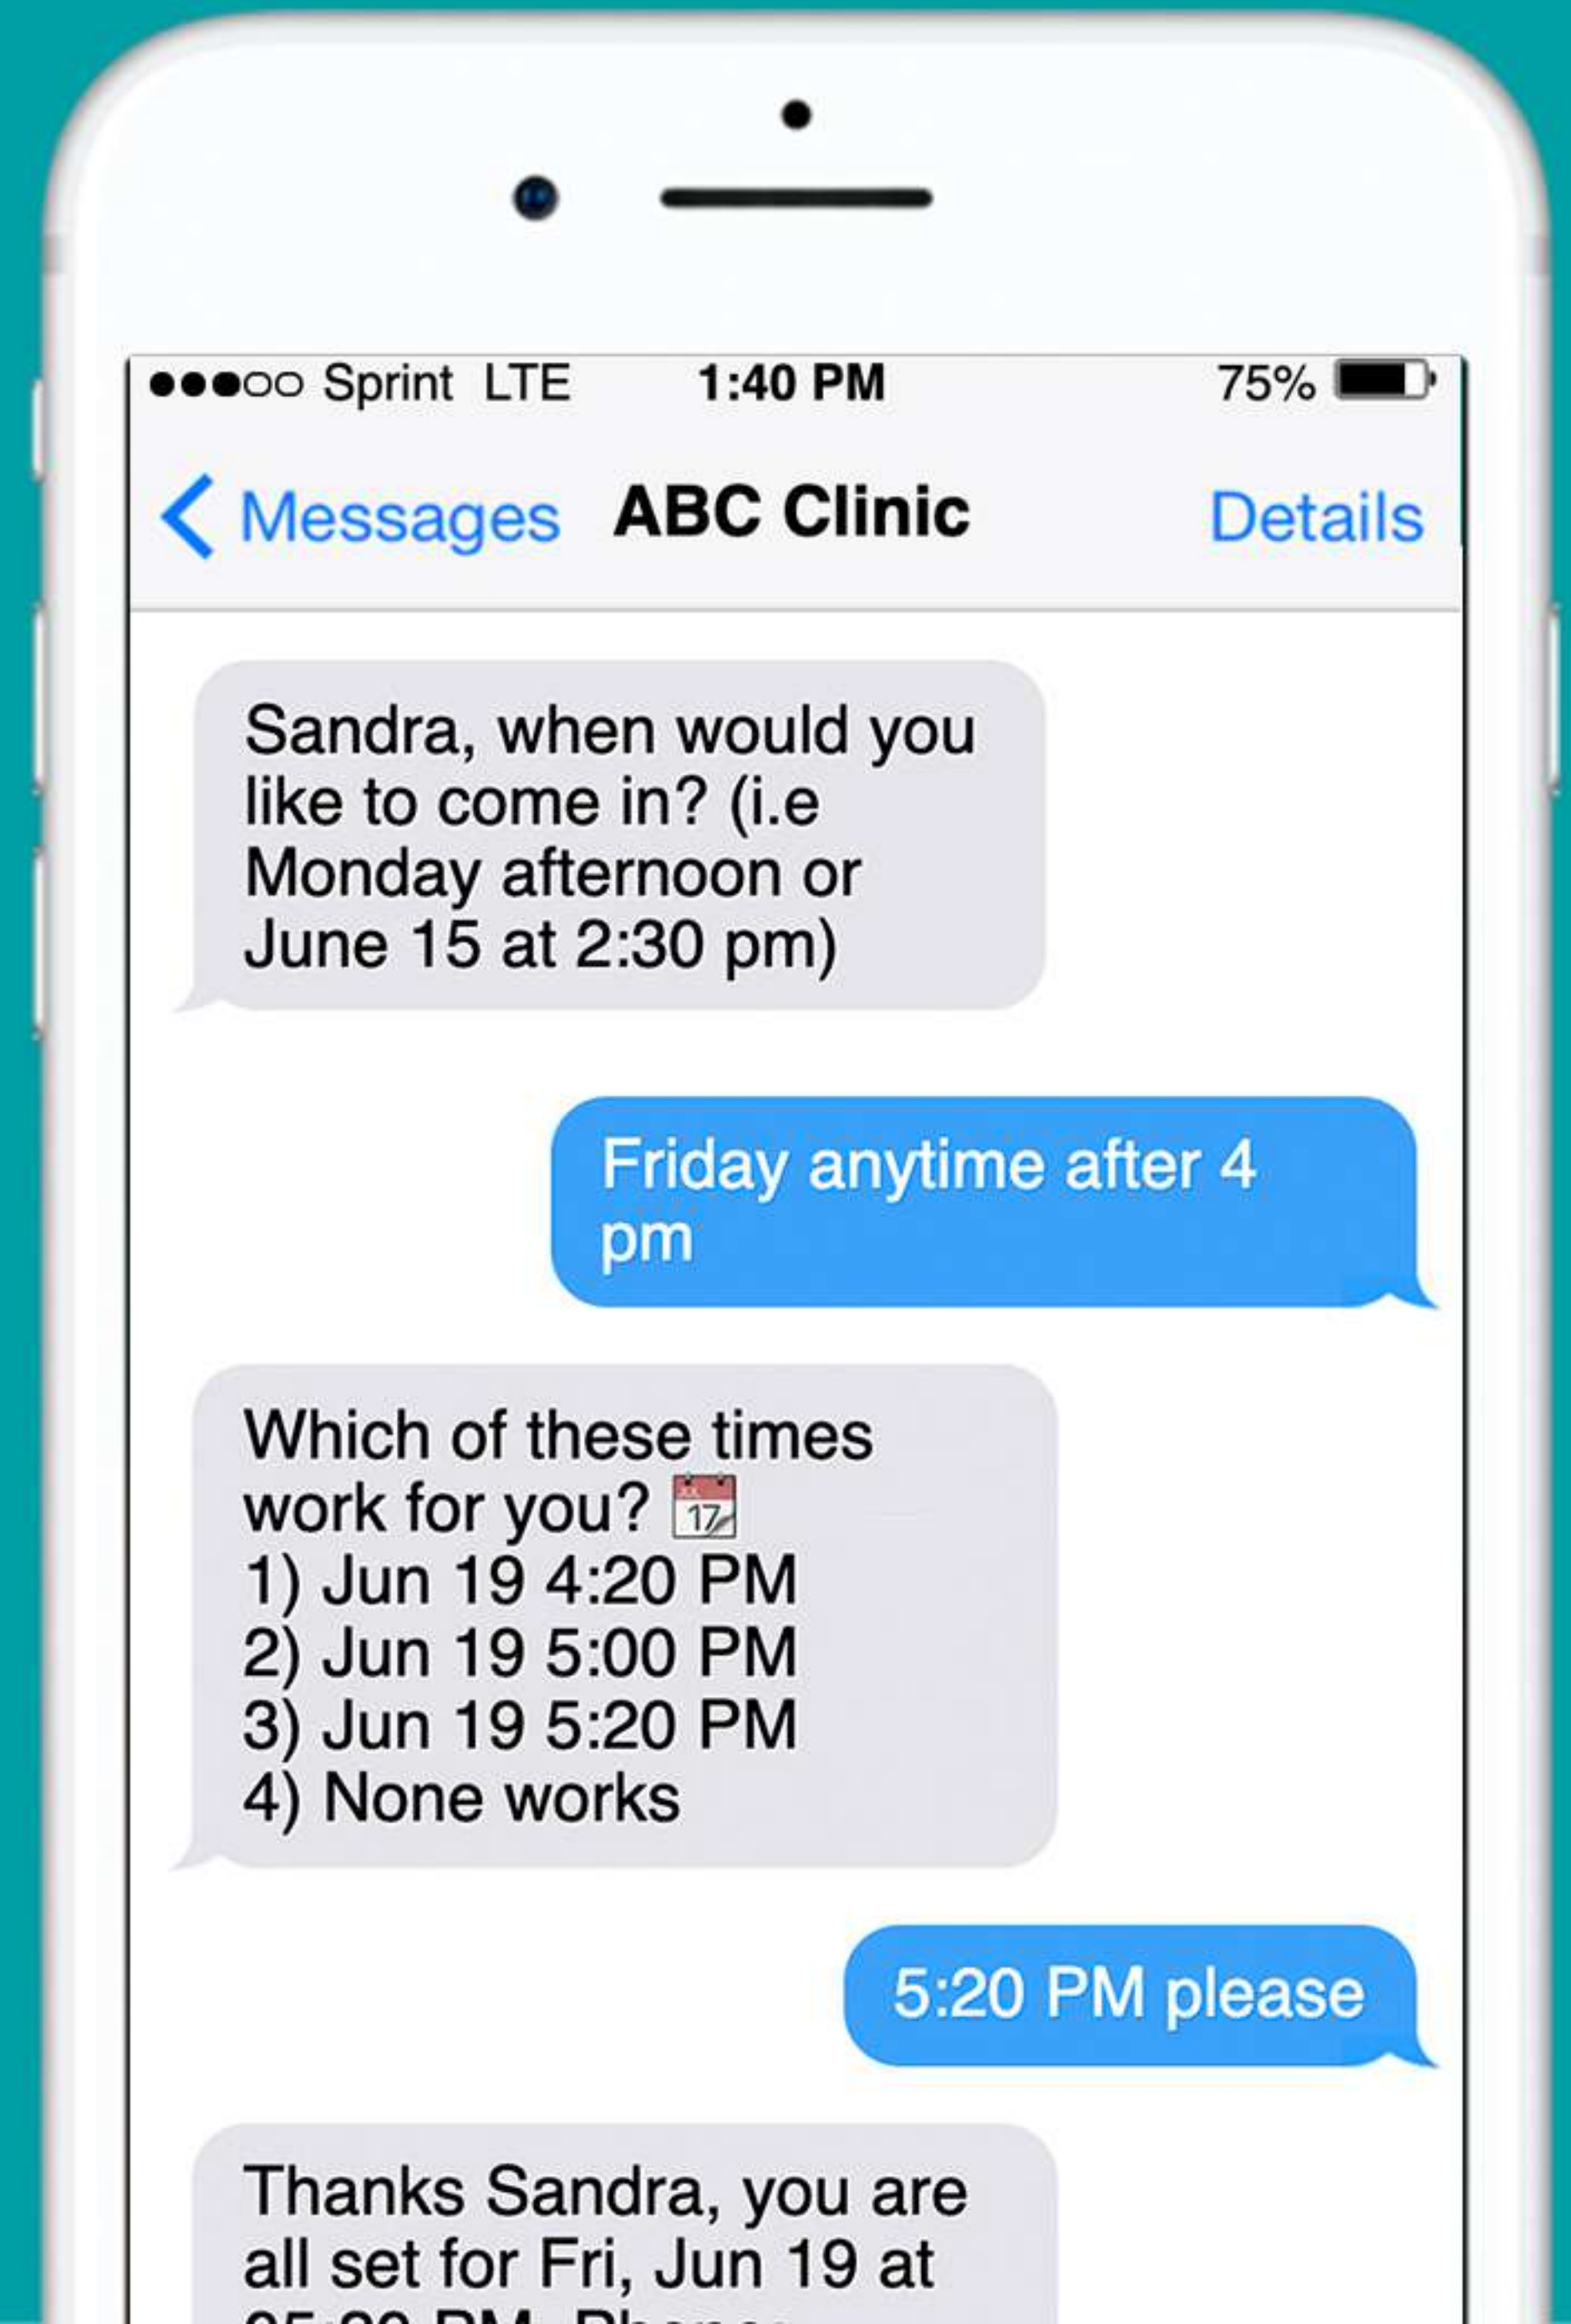 Sprint LTE 1:40 PM 75%
Messages ABC Clinic Details
Sandra, when would you
like to come in? (i.e
Monday afternoon or
June 15 at 2:30 pm)
Friday anytime after 4
pm
Which of these times
work for you? 17
1) Jun 19 4:20 PM
2) Jun 19 5:00 PM
3) Jun 19 5:20 PM
4) None works
5:20 PM please
Thanks Sandra, you are
all set for Fri, Jun 19 at